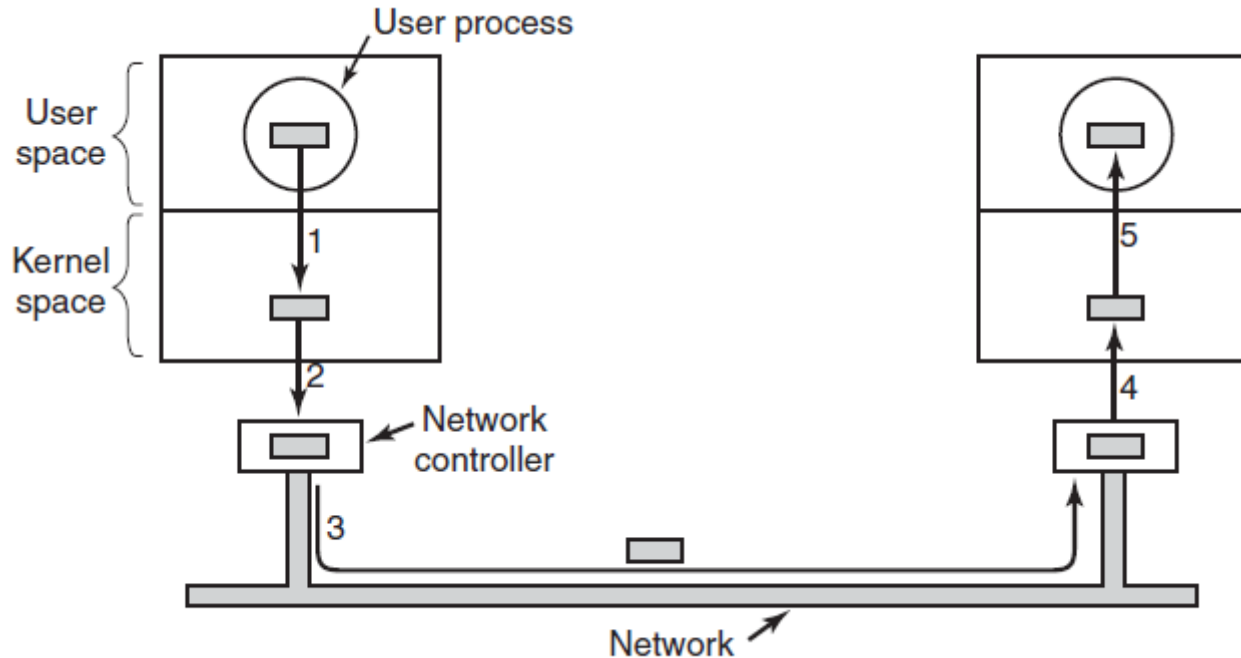 User process
User
space
1
5
Kernel
space
2
4
Network
controller
3
Network